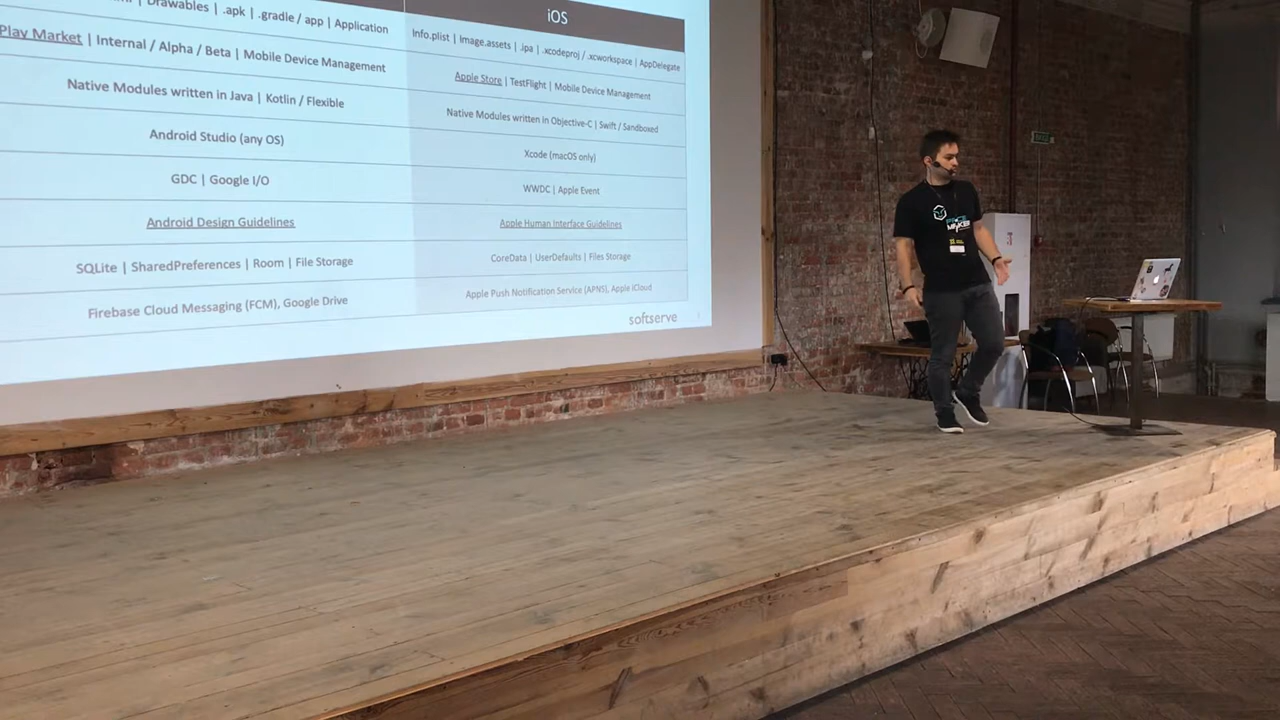 iOS
Drawables | .apk | .gradle / app | Application
Info.plist | Image.assets | .ipa | .xcodeproj / .xcworkspace | AppDelegate
Play Market | Internal / Alpha / Beta | Mobile Device Management
Apple Store | TestFlight | Mobile Device Management
Native Modules written in Java | Kotlin / Flexible
Native Modules written in Objective-C | Swift / Sandboxed
Android Studio (any OS)
Xcode (macOS only)
GDC | Google I/O
WWDC | Apple Event
Android Design Guidelines
Apple Human Interface Guidelines
SQLite | SharedPreferences | Room | File Storage
CoreData | UserDefaults | Files Storage
Firebase Cloud Messaging (FCM), Google Drive
Apple Push Notification Service (APNS), Apple iCloud
softserve